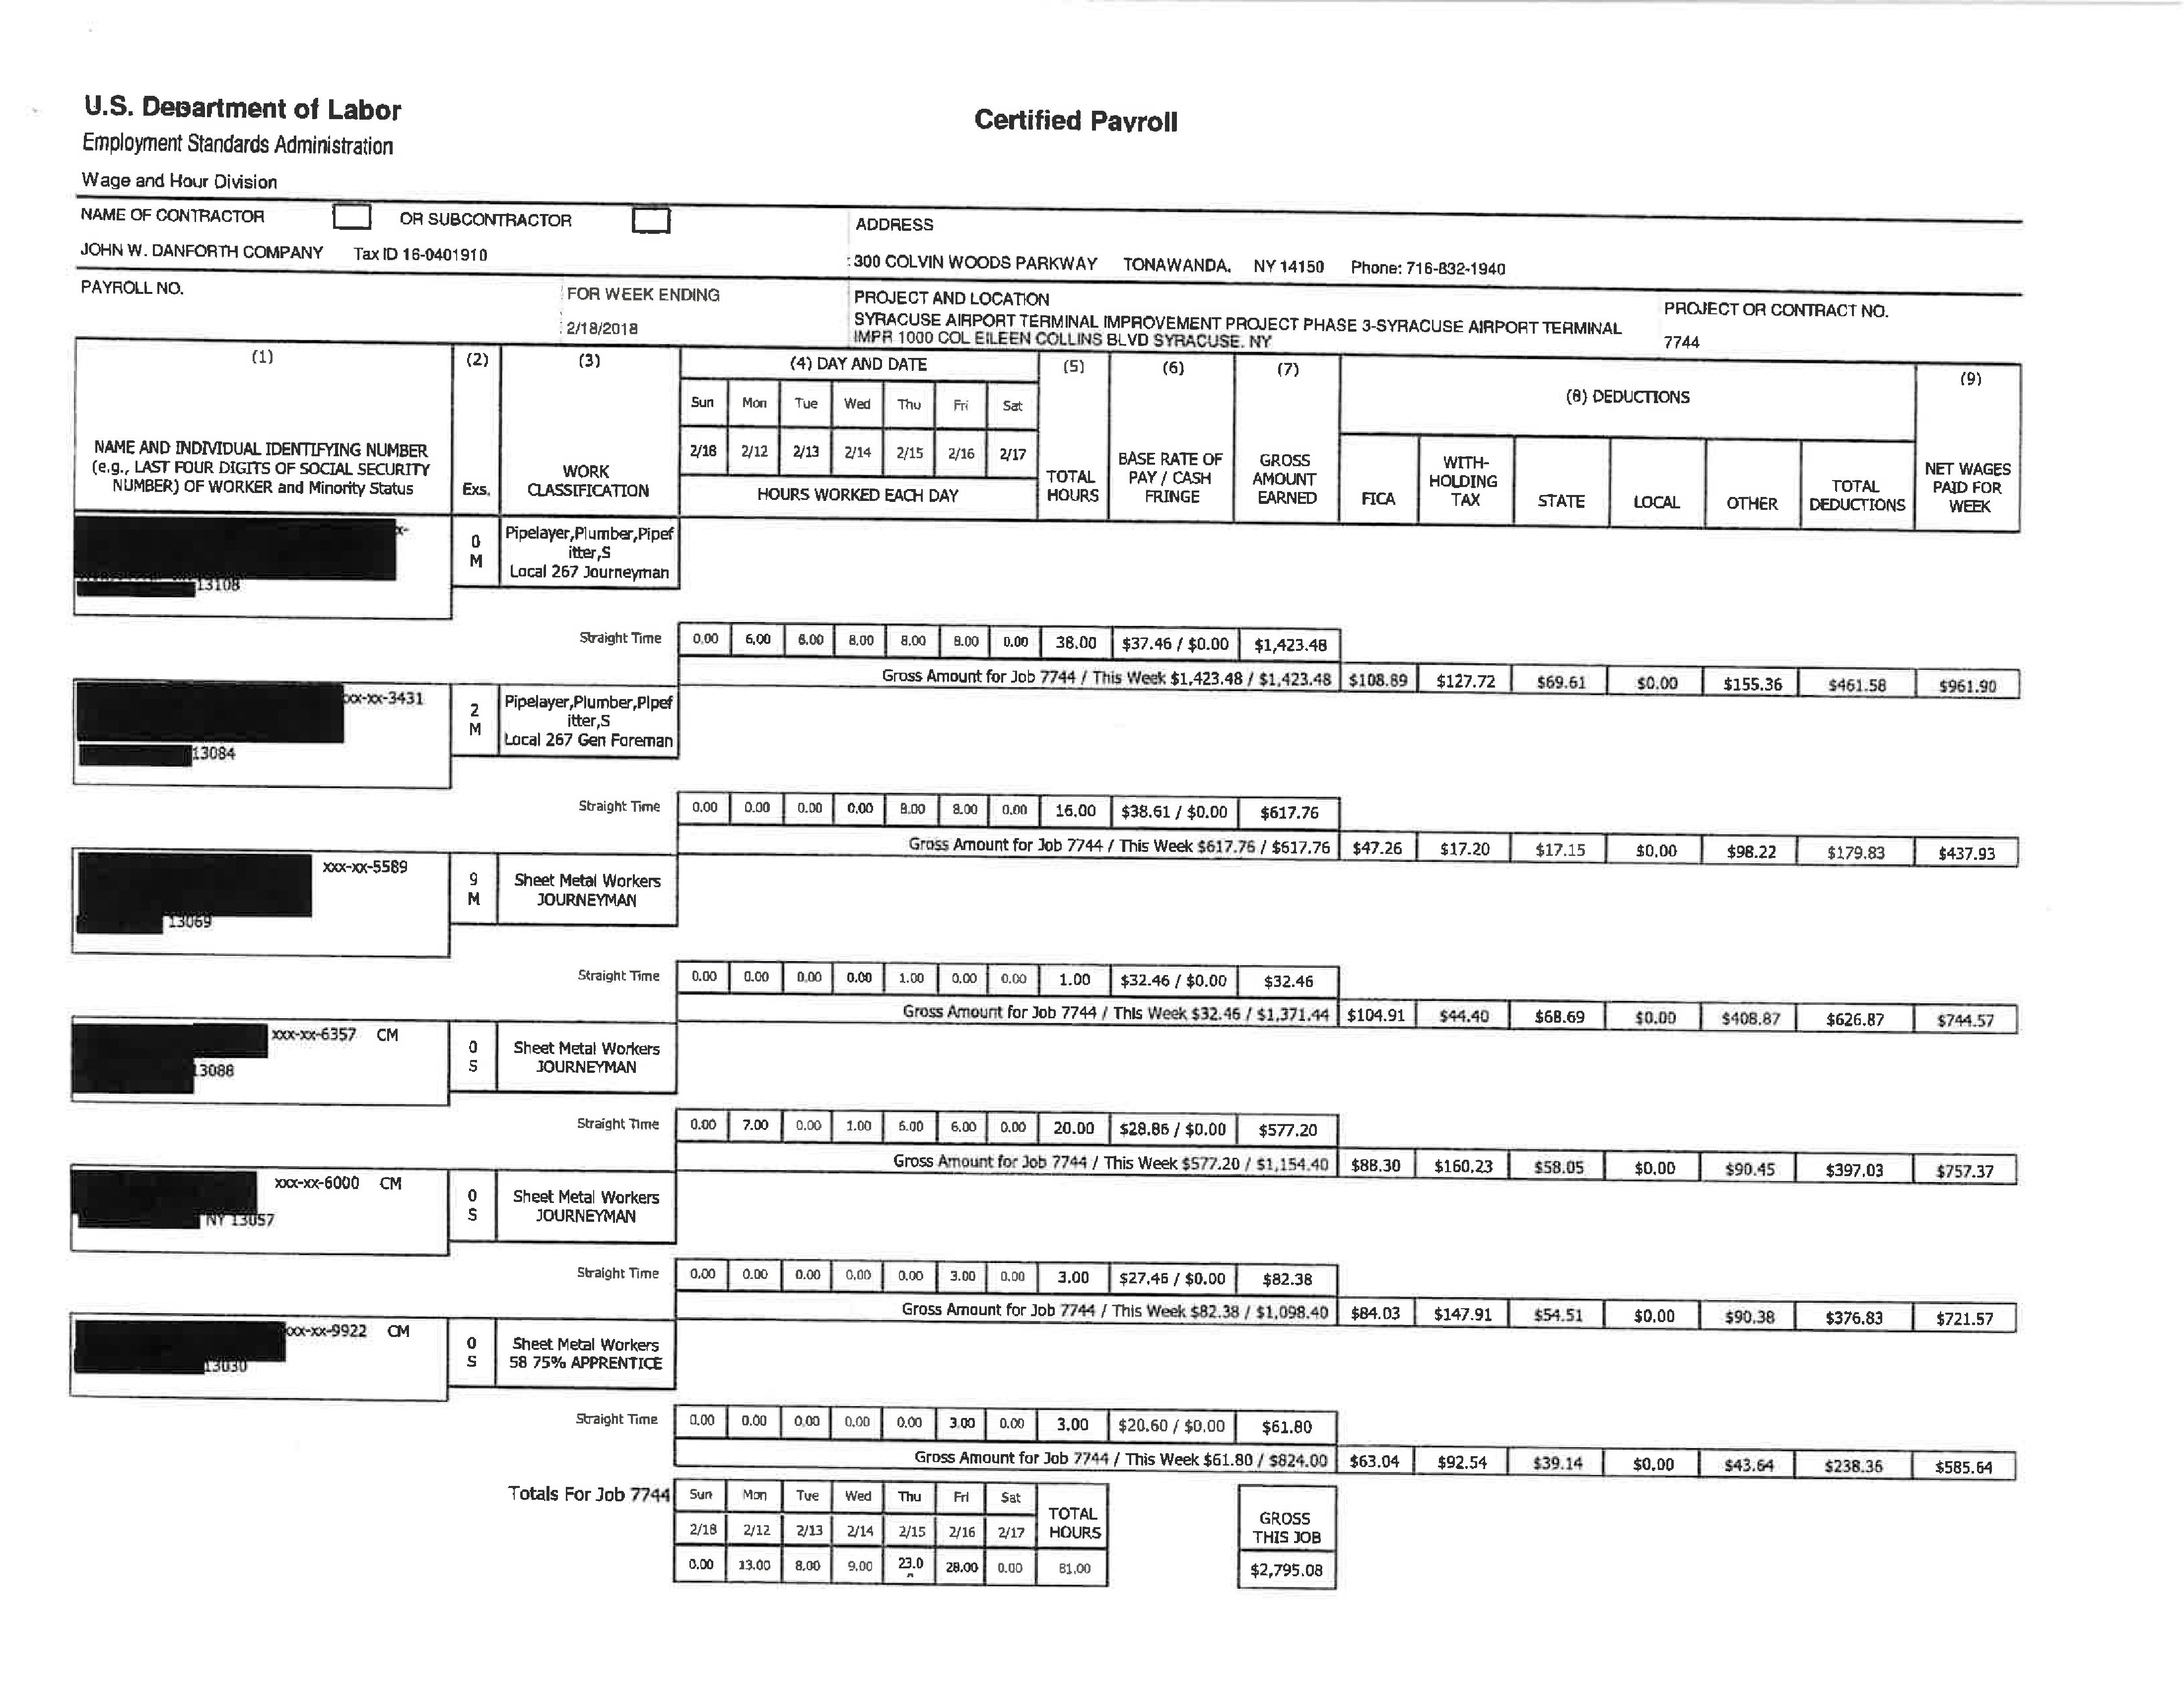 U.S. Department of Labor
Certified Payroll
Employment Standards Administration
Wage and Hour Division
NAME OF CONTRACTOR OR SUBCONTRACTOR
ADDRESS
JOHN W. DANFORTH COMPANY Tax ID 16-0401910
300 COLVIN WOODS PARKWAY TONAWANDA, NY 14150 Phone: 716-832-1940
PAYROLL NO.
FOR WEEK ENDING
2/18/2018
PROJECT AND LOCATION
SYRACUSE AIRPORT TERMINAL IMPROVEMENT PROJECT PHASE 3-SYRACUSE AIRPORT TERMINAL
IMPR 1000 COL EILEEN COLLINS BLVD SYRACUSE, NY
PROJECT OR CONTRACT NO.
7744
(1) (2) (3) (4) DAY AND DATE (5) (6) (7) (8) DEDUCTIONS (9)
Sun Mon Tue Wed Thu Fri Sat
2/18 2/12 2/13 2/14 2/15 2/16 2/17
HOURS WORKED EACH DAY
NAME AND INDIVIDUAL IDENTIFYING NUMBER
(e.g., LAST FOUR DIGITS OF SOCIAL SECURITY
NUMBER) OF WORKER and Minority Status
Exs.
WORK
CLASSIFICATION
TOTAL
HOURS
BASE RATE OF
PAY / CASH
FRINGE
GROSS
AMOUNT
EARNED
FICA
WITH-
HOLDING
TAX
STATE
LOCAL
OTHER
TOTAL
DEDUCTIONS
NET WAGES
PAID FOR
WEEK
x-
13108
0
M
Pipelayer,Plumber,Pipef
itter,S
Local 267 Journeyman
Straight Time 0.00 6.00 8.00 8.00 8.00 8.00 0.00 38.00 $37.46 / $0.00 $1,423.48
Gross Amount for Job 7744 / This Week $1,423.48 / $1,423.48 $108.89 $127.72 $69.61 $0.00 $155.36 $461.58 $961.90
xxx-xx-3431
13084
2
M
Pipelayer,Plumber,Pipef
itter,S
Local 267 Gen Foreman
Straight Time 0.00 0.00 0.00 0.00 8.00 8.00 0.00 16.00 $38.61 / $0.00 $617.76
Gross Amount for Job 7744 / This Week $617.76 / $617.76 $47.26 $17.20 $17.15 $0.00 $98.22 $179.83 $437.93
xxx-xx-5589
13069
9
M
Sheet Metal Workers
JOURNEYMAN
Straight Time 0.00 0.00 0.00 0.00 1.00 0.00 0.00 1.00 $32.46 / $0.00 $32.46
Gross Amount for Job 7744 / This Week $32.46 / $1,371.44 $104.91 $44.40 $68.69 $0.00 $408.87 $626.87 $744.57
xxx-xx-6357 CM
13088
0
S
Sheet Metal Workers
JOURNEYMAN
Straight Time 0.00 7.00 0.00 1.00 6.00 6.00 0.00 20.00 $28.86 / $0.00 $577.20
Gross Amount for Job 7744 / This Week $577.20 / $1,154.40 $88.30 $160.23 $58.05 $0.00 $90.45 $397.03 $757.37
xxx-xx-6000 CM
NY 13057
0
S
Sheet Metal Workers
JOURNEYMAN
Straight Time 0.00 0.00 0.00 0.00 0.00 3.00 0.00 3.00 $27.46 / $0.00 $82.38
Gross Amount for Job 7744 / This Week $82.38 / $1,098.40 $84.03 $147.91 $54.51 $0.00 $90.38 $376.83 $721.57
xxx-xx-9922 CM
13030
0
S
Sheet Metal Workers
58 75% APPRENTICE
Straight Time 0.00 0.00 0.00 0.00 0.00 3.00 0.00 3.00 $20.60 / $0.00 $61.80
Gross Amount for Job 7744 / This Week $61.80 / $824.00 $63.04 $92.54 $39.14 $0.00 $43.64 $238.36 $585.64
Totals For Job 7744 Sun Mon Tue Wed Thu Fri Sat
TOTAL
HOURS
GROSS
THIS JOB
2/18 2/12 2/13 2/14 2/15 2/16 2/17
0.00 13.00 8.00 9.00 23.0 28.00 0.00 81.00 $2,795.08